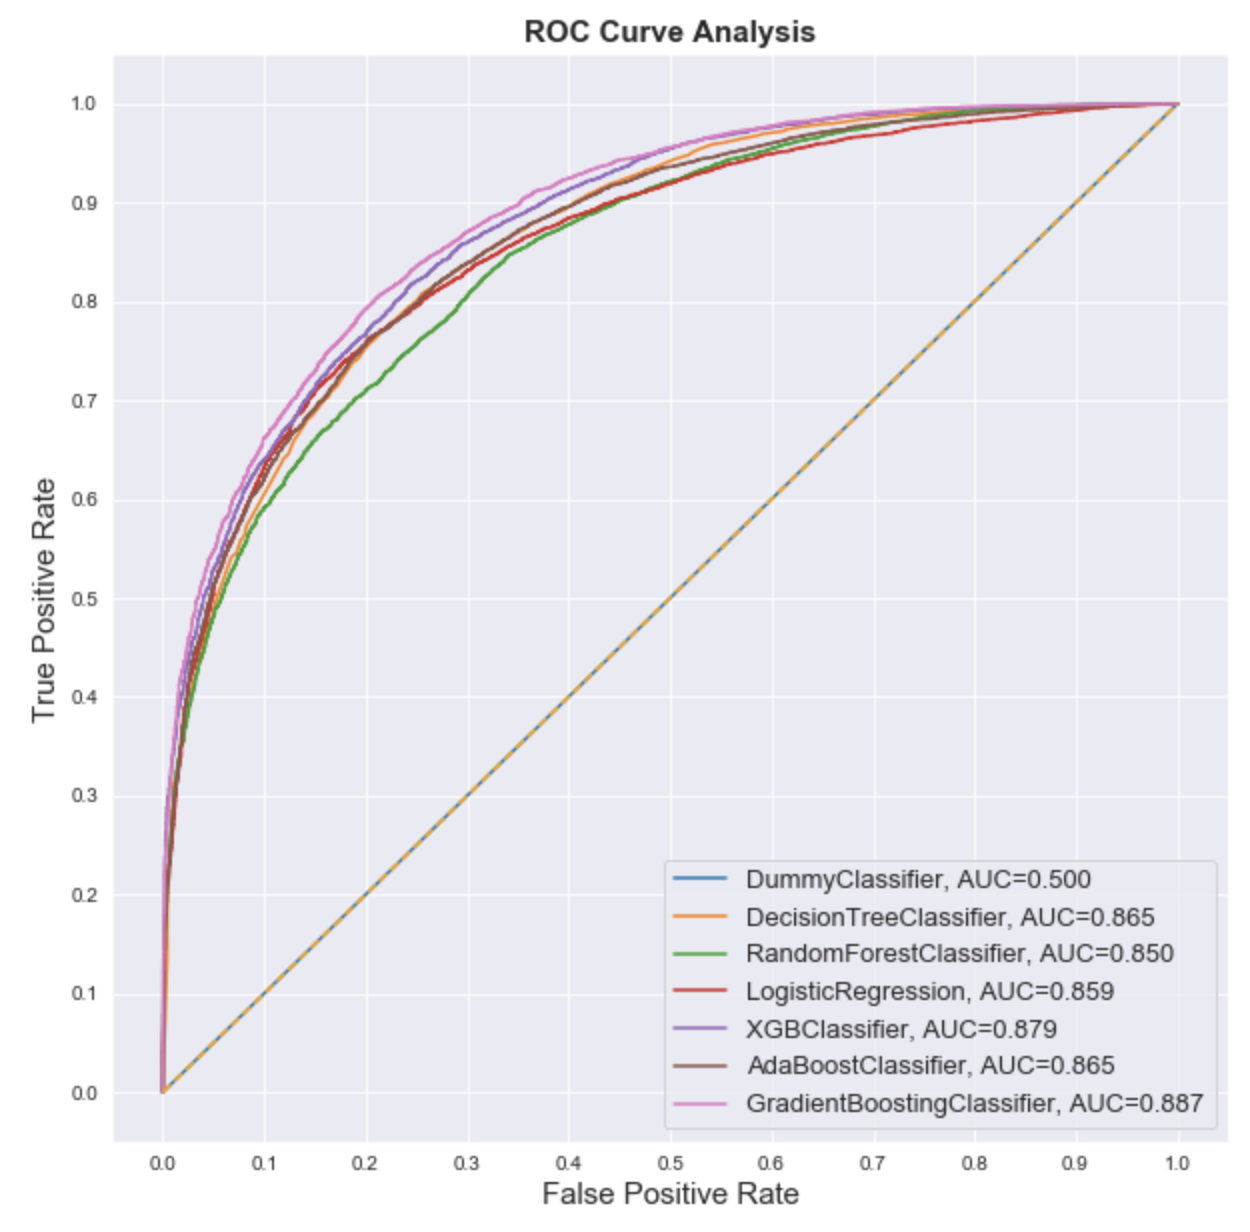 ROC Curve Analysis
1.0
0.9
0.8
0.7
0.6
0.5
0.4
0.3
0.2
0.1
0.0
True Positive Rate
DummyClassifier, AUC=0.500
DecisionTreeClassifier, AUC=0.865
RandomForestClassifier, AUC=0.850
LogisticRegression, AUC=0.859
XGBClassifier, AUC=0.879
AdaBoostClassifier, AUC=0.865
GradientBoostingClassifier, AUC=0.887
0.0 0.1 0.2 0.3 0.4 0.5 0.6 0.7 0.8 0.9 1.0
False Positive Rate